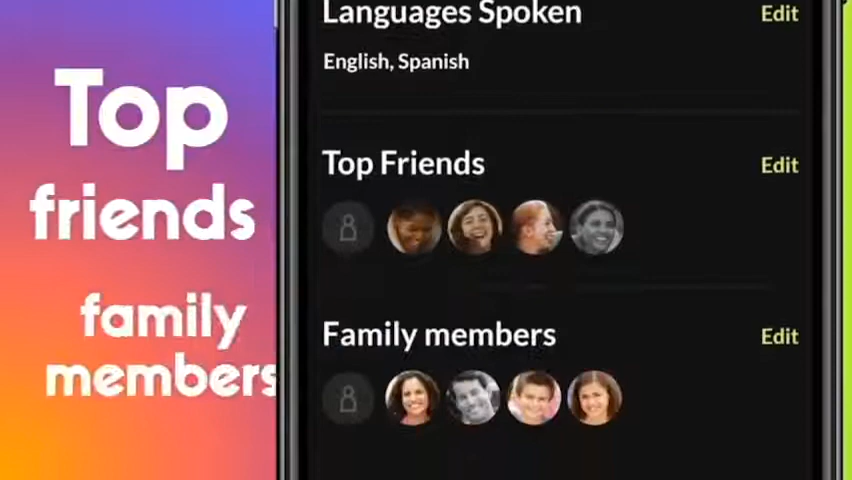 Top
friends
family
members
Languages Spoken
Edit
English, Spanish
Top Friends
Edit
Family members
Edit